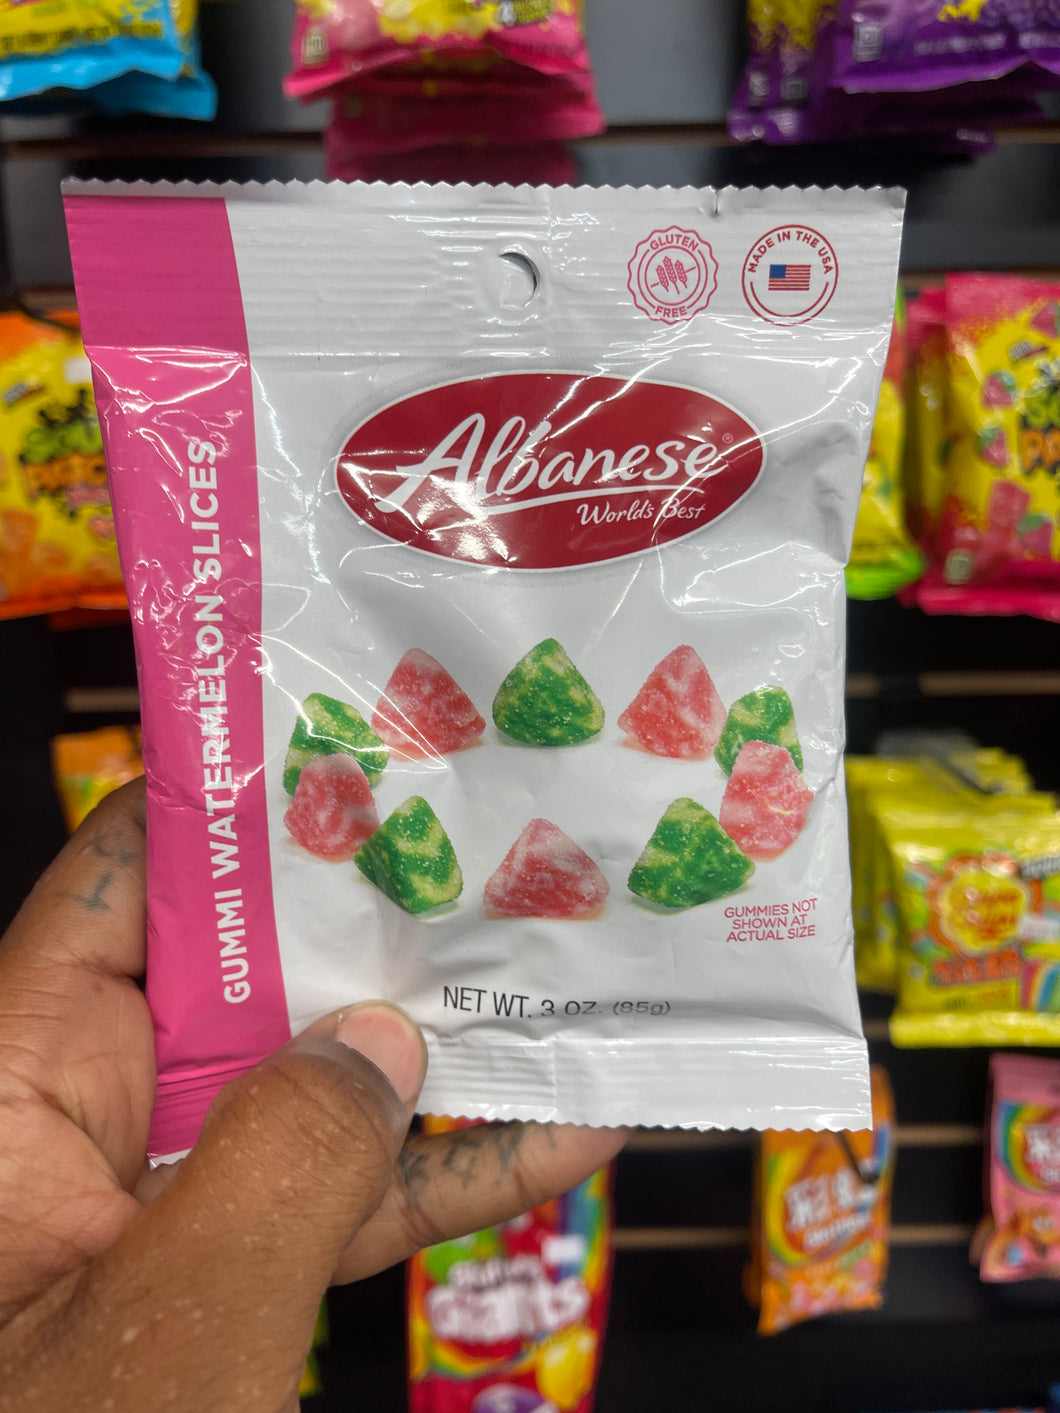 GLUTEN
FREE
MADE IN THE USA
Albanese®
World's Best
GUMMI WATERMELON SLICES
GUMMIES NOT
SHOWN AT
ACTUAL SIZE
NET WT. 3 OZ. (85g)